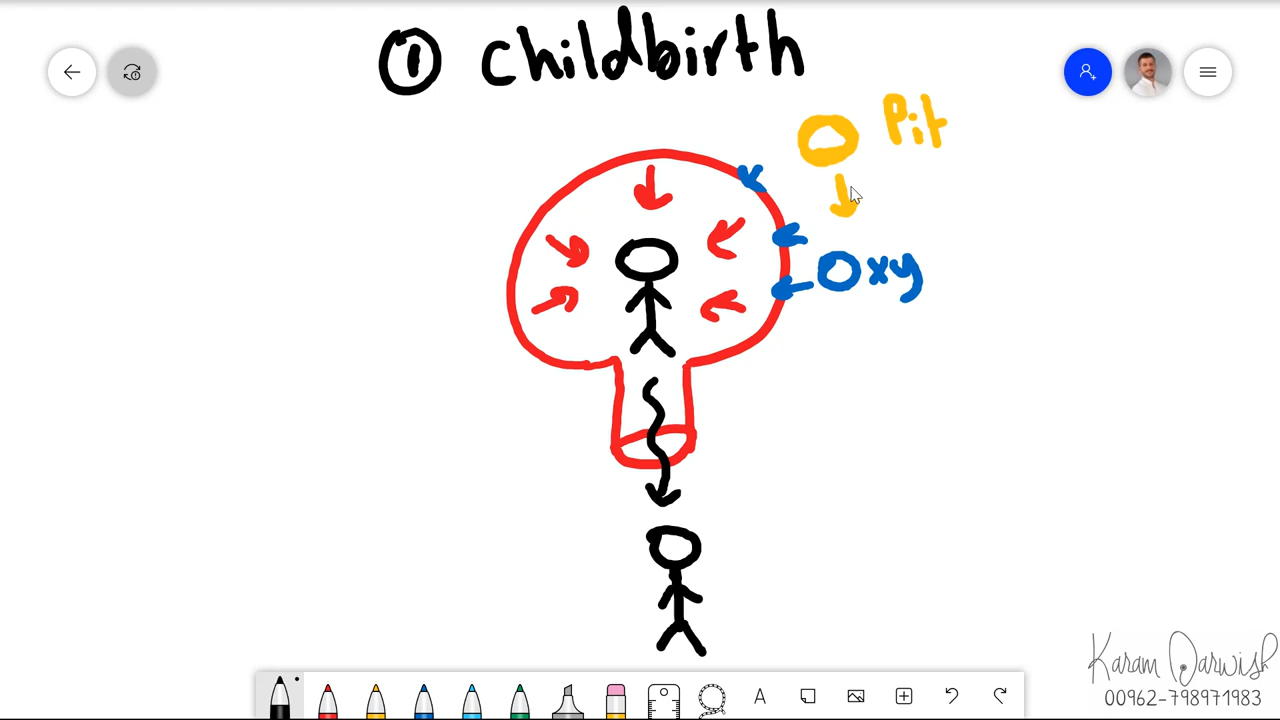 ① childbirth
Pit
Oxy
A
Karam Darwish
00962-798971983